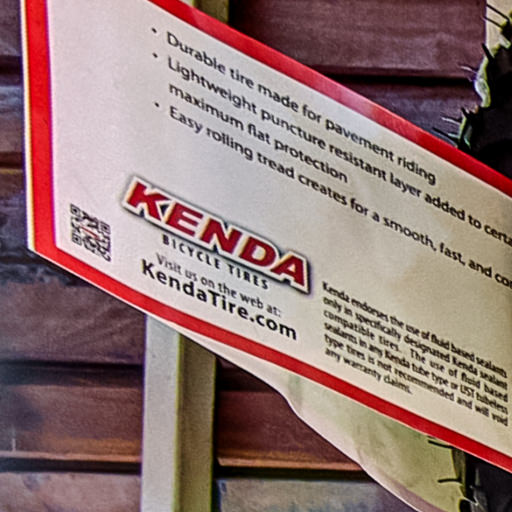 • Durable tire made for pavement riding
• Lightweight puncture resistant layer added to certa
maximum flat protection
• Easy rolling tread creates for a smooth, fast, and co
KENDA
BICYCLE TIRES
Visit us on the web at:
KendaTire.com
Kenda endorses the use of fluid based sealants
only in specifically designated Kenda sealant
compatible tires. The use of fluid based
sealants in any Kenda tube type or UST tubeless
type tires is not recommended and will void
any warranty claims.